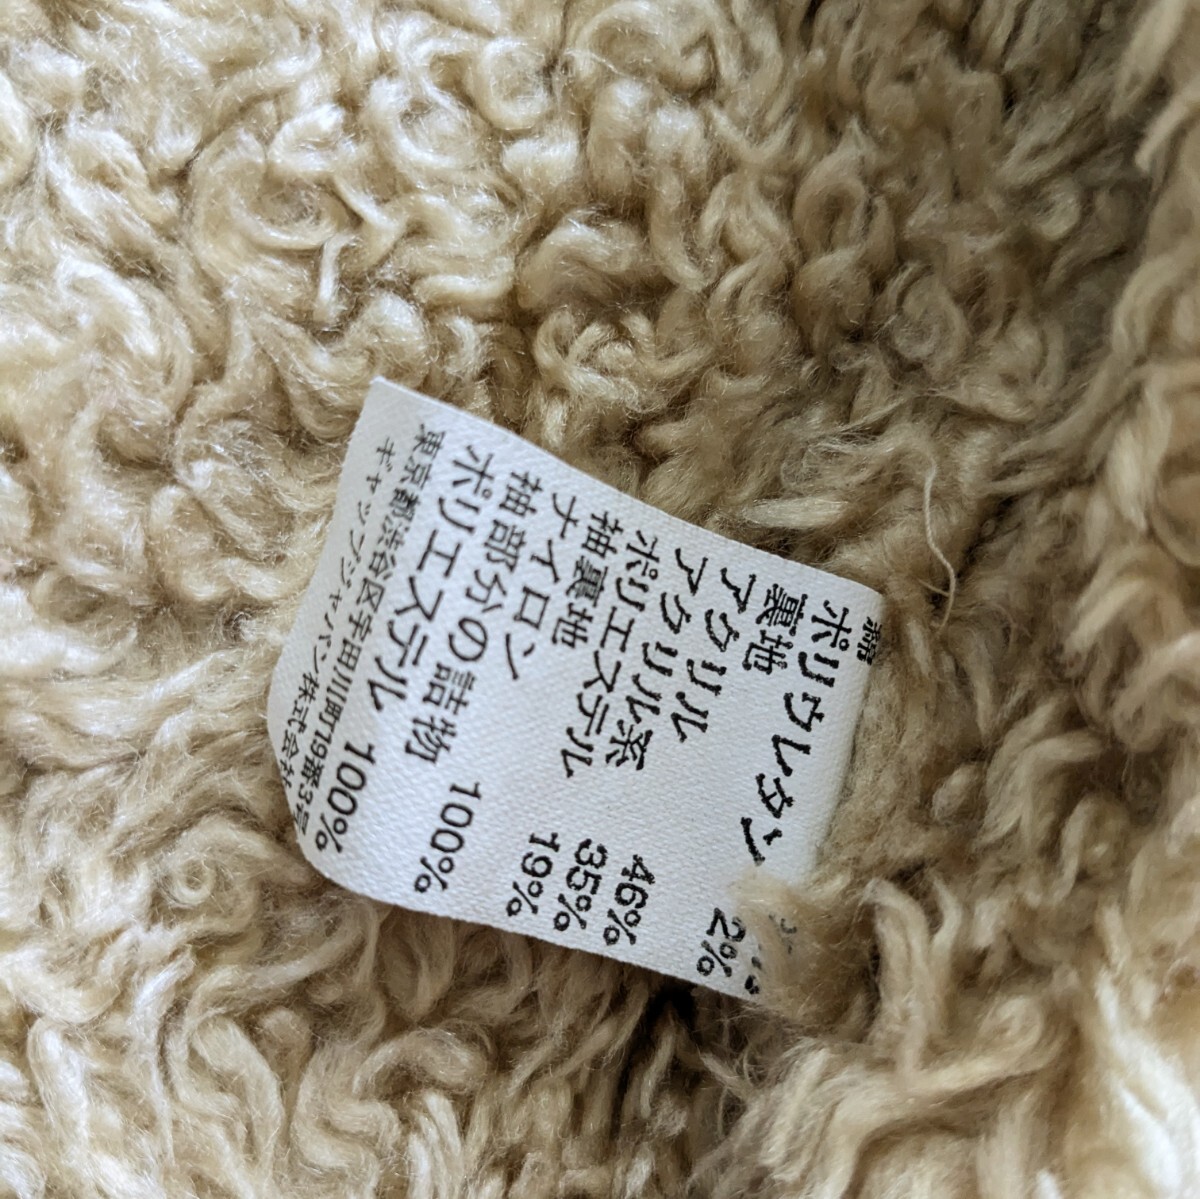 綿
ポリウレタン 2%
裏地
アクリル 46%
アクリル系 35%
ポリエステル 19%
袖裏地
ナイロン 100%
袖部分の詰物
ポリエステル 100%
東京都渋谷区宇田川町19番3号
ギャップジャパン株式会社